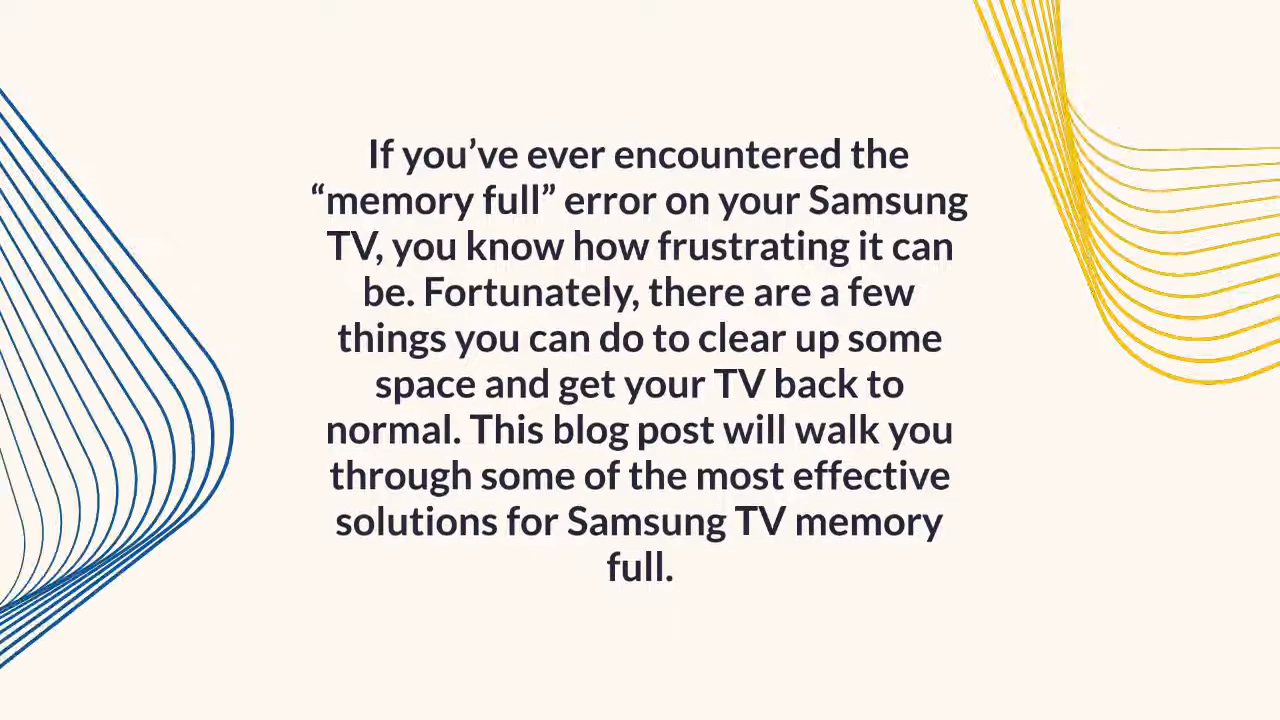 If you’ve ever encountered the
“memory full” error on your Samsung
TV, you know how frustrating it can
be. Fortunately, there are a few
things you can do to clear up some
space and get your TV back to
normal. This blog post will walk you
through some of the most effective
solutions for Samsung TV memory
full.